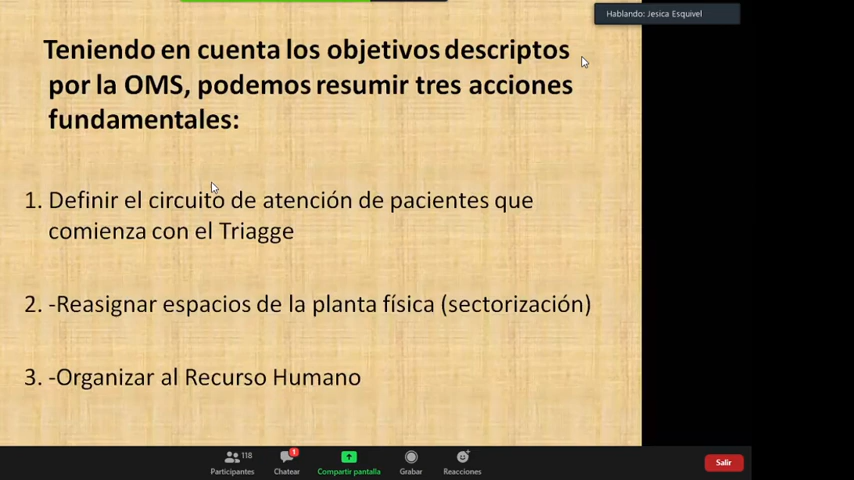 Hablando: Jesica Esquivel
Teniendo en cuenta los objetivos descriptos
por la OMS, podemos resumir tres acciones
fundamentales:
1. Definir el circuito de atención de pacientes que
comienza con el Triagge
2. -Reasignar espacios de la planta física (sectorización)
3. -Organizar al Recurso Humano
118
1
Participantes
Chatear
Compartir pantalla
Grabar
Reacciones
Salir